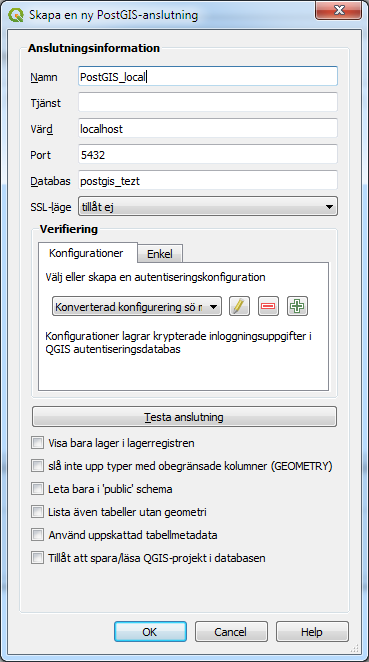 Skapa en ny PostGIS-anslutning
Anslutningsinformation
Namn PostGIS_local
Tjänst
Värd localhost
Port 5432
Databas postgis_tezt
SSL-läge tillåt ej
Verifiering
Konfigurationer Enkel
Välj eller skapa en autentiseringskonfiguration
Konverterad konfigurering sö r
Konfigurationer lagrar krypterade inloggningsuppgifter i
QGIS autentiseringsdatabas
Testa anslutning
Visa bara lager i lagerregistren
slå inte upp typer med obegränsade kolumner (GEOMETRY)
Leta bara i 'public' schema
Lista även tabeller utan geometri
Använd uppskattad tabellmetadata
Tillåt att spara/läsa QGIS-projekt i databasen
OK Cancel Help